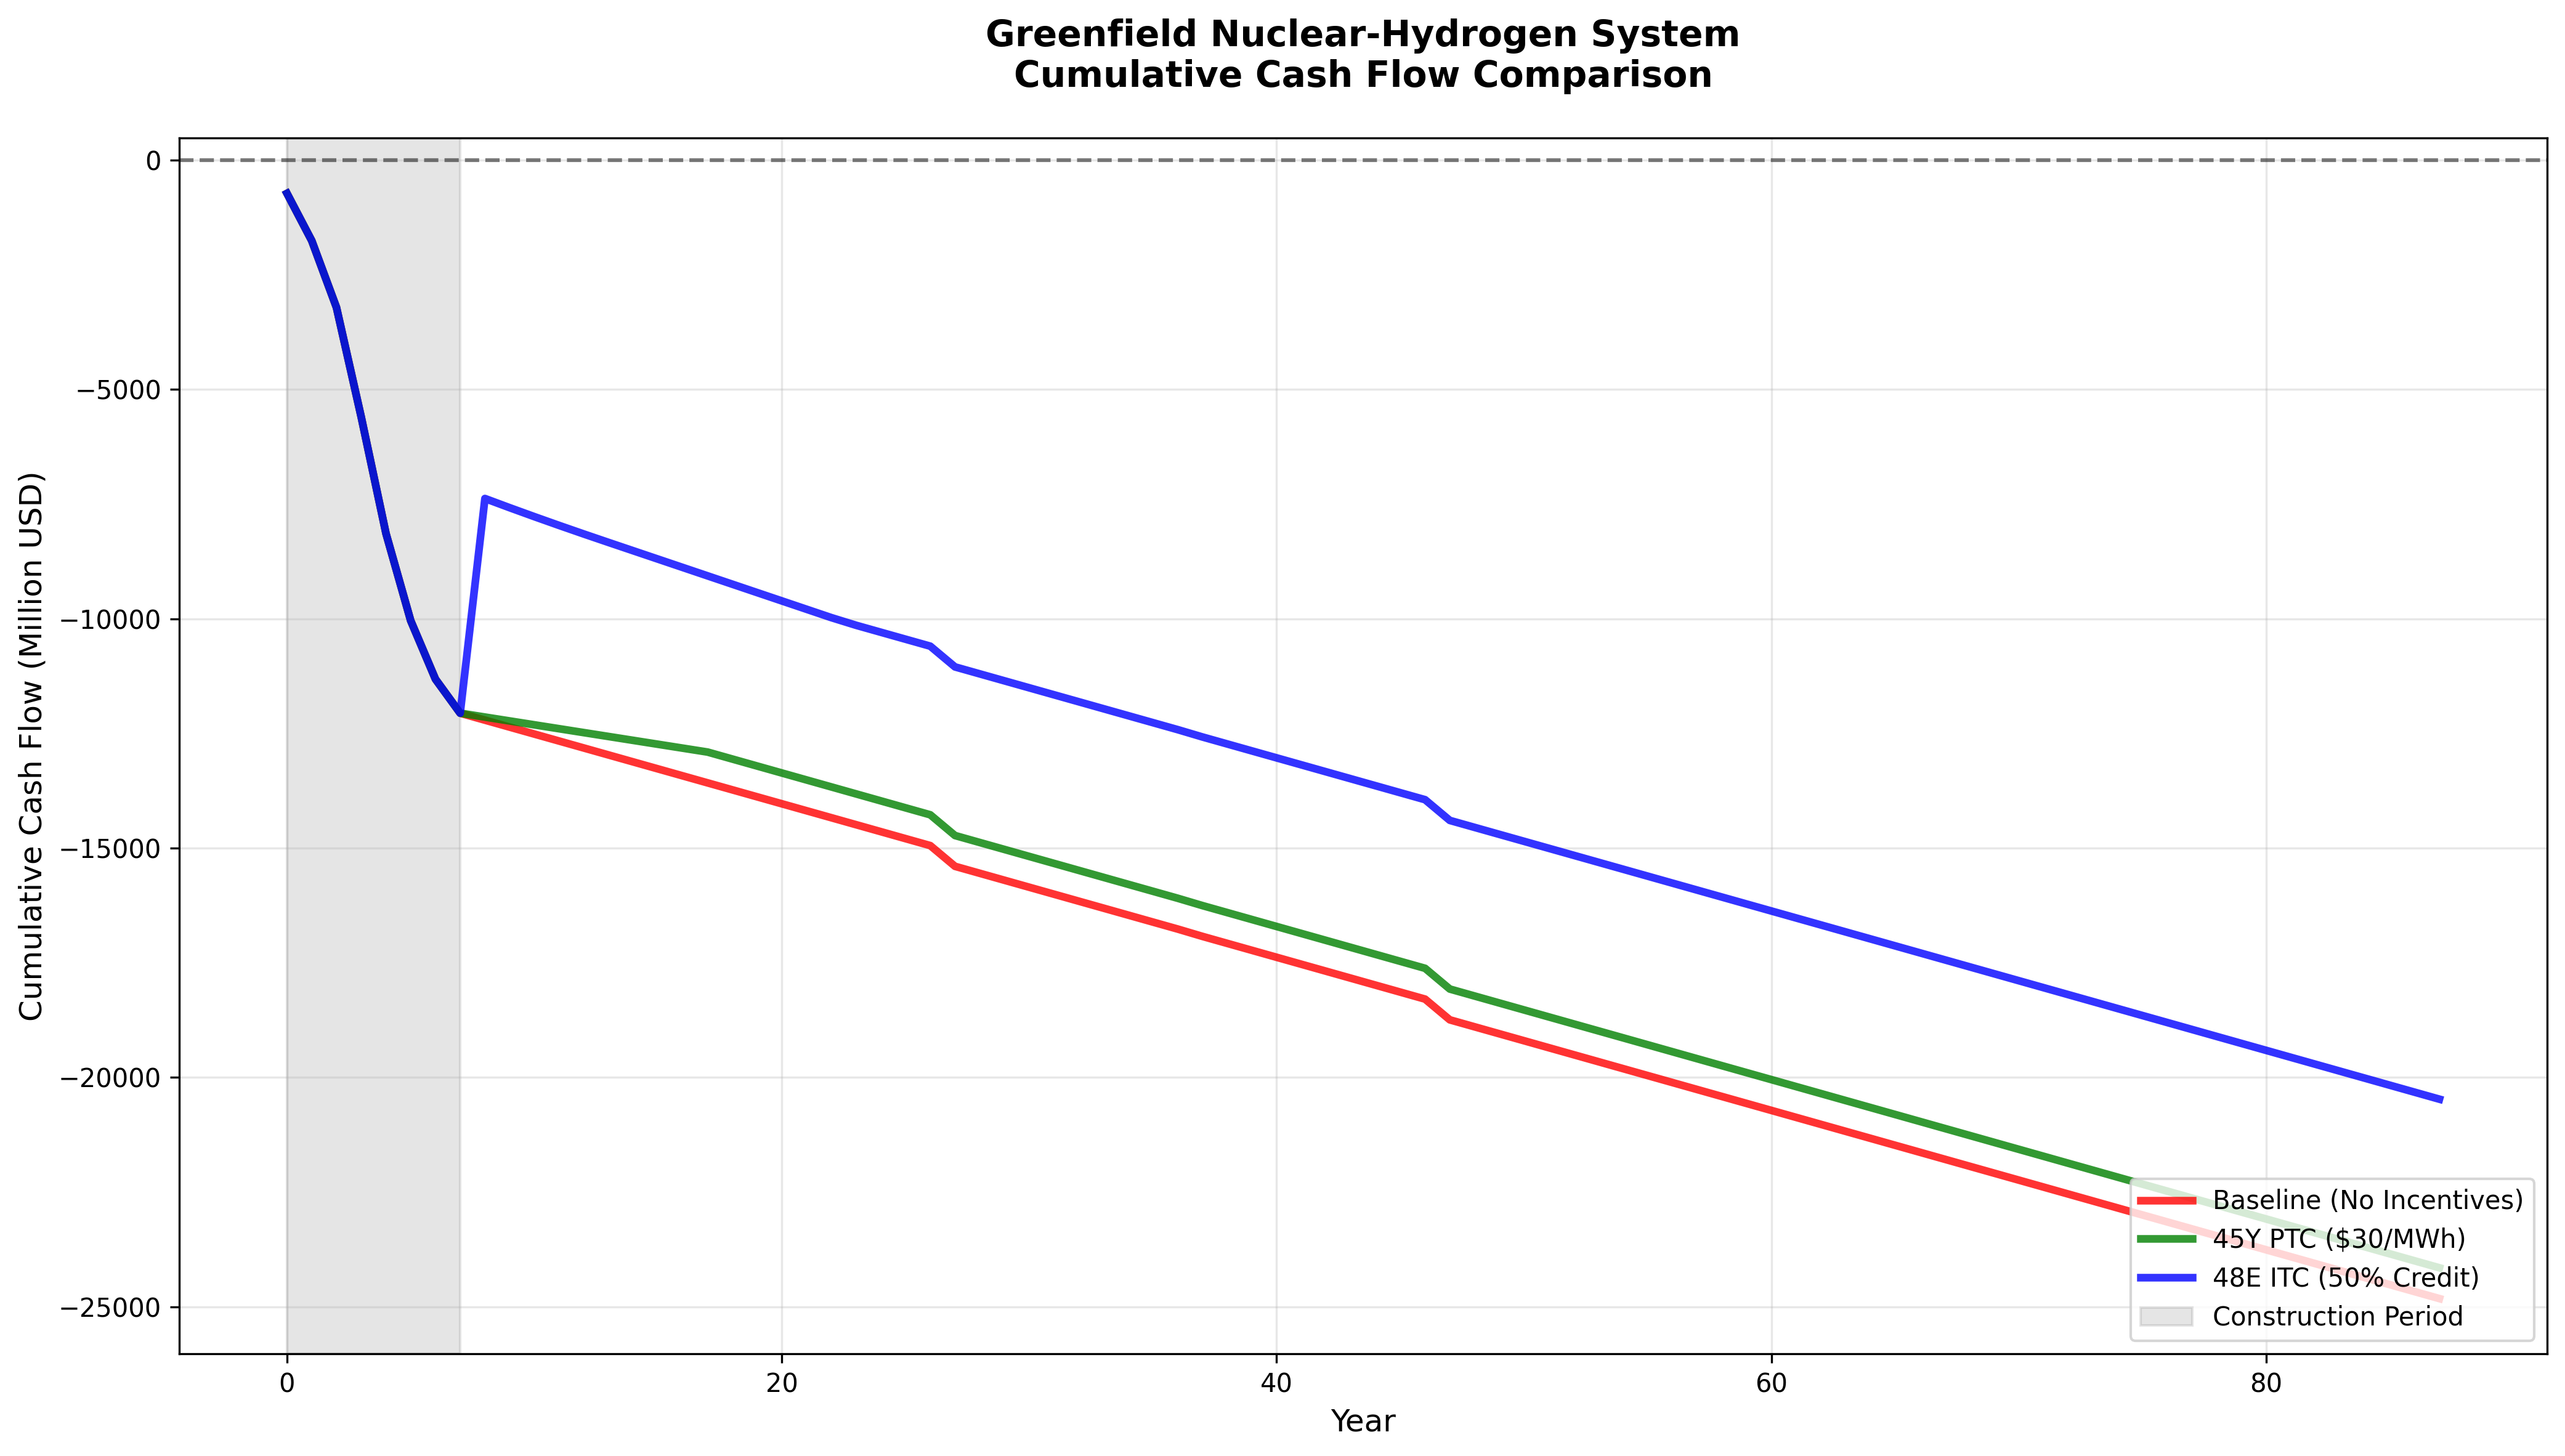 Greenfield Nuclear-Hydrogen System
Cumulative Cash Flow Comparison
Cumulative Cash Flow (Million USD)
0
−5000
−10000
−15000
−20000
−25000
0
20
40
60
80
Year
Baseline (No Incentives)
45Y PTC ($30/MWh)
48E ITC (50% Credit)
Construction Period